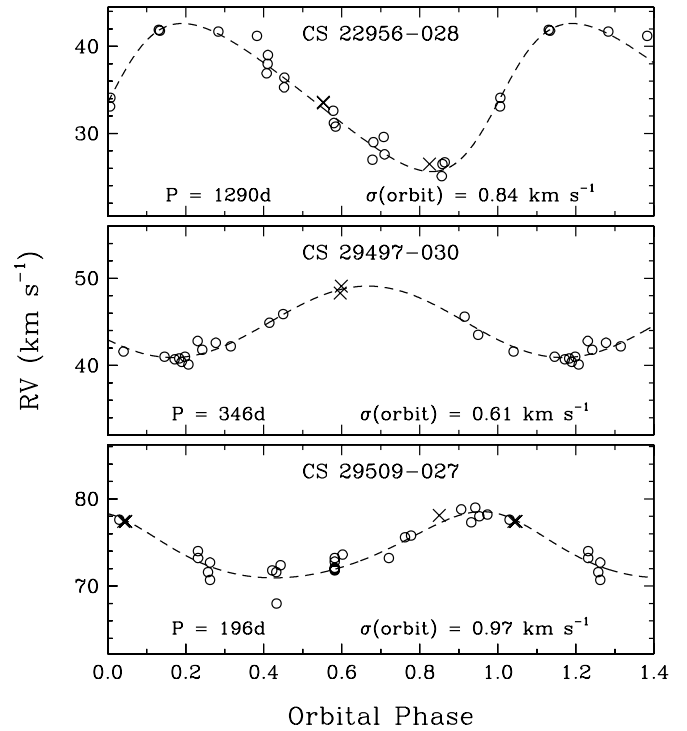 CS 22956−028
40
30
P = 1290d σ(orbit) = 0.84 km s⁻¹
CS 29497−030
50
40
P = 346d σ(orbit) = 0.61 km s⁻¹
RV (km s⁻¹)
CS 29509−027
80
70
P = 196d σ(orbit) = 0.97 km s⁻¹
0.0 0.2 0.4 0.6 0.8 1.0 1.2 1.4
Orbital Phase